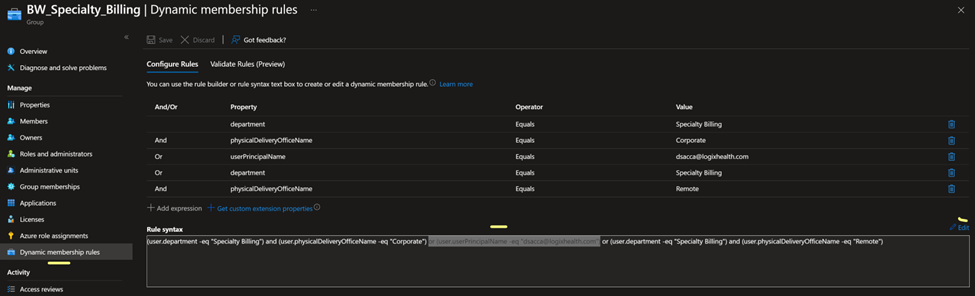 BW_Specialty_Billing | Dynamic membership rules ...
Group
Save Discard Got feedback?
Overview
Diagnose and solve problems
Manage
Properties
Members
Owners
Roles and administrators
Administrative units
Group memberships
Applications
Licenses
Azure role assignments
Dynamic membership rules
Activity
Access reviews
Configure Rules Validate Rules (Preview)
You can use the rule builder or rule syntax text box to create or edit a dynamic membership rule. Learn more
And/Or Property Operator Value
department Equals Specialty Billing
And physicalDeliveryOfficeName Equals Corporate
Or userPrincipalName Equals dsacca@logixhealth.com
Or department Equals Specialty Billing
And physicalDeliveryOfficeName Equals Remote
+ Add expression + Get custom extension properties
Rule syntax
Edit
(user.department -eq "Specialty Billing") and (user.physicalDeliveryOfficeName -eq "Corporate") or (user.userPrincipalName -eq "dsacca@logixhealth.com") or (user.department -eq "Specialty Billing") and (user.physicalDeliveryOfficeName -eq "Remote")